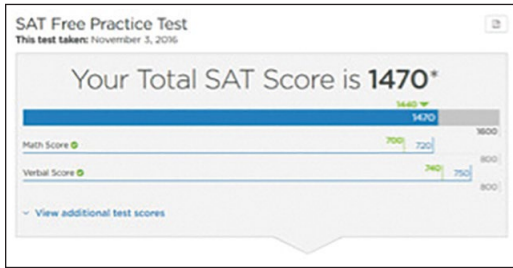 SAT Free Practice Test
This test taken: November 3, 2016
Your Total SAT Score is 1470*
1440
1470
1600
Math Score 700 720
800
Verbal Score 740 750
800
View additional test scores